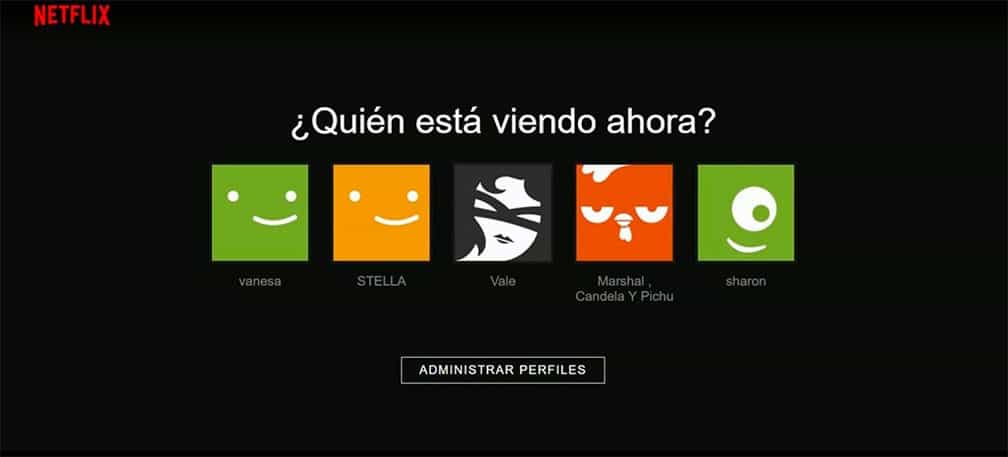 NETFLIX
¿Quién está viendo ahora?
vanesa
STELLA
Vale
Marshal ,
Candela Y Pichu
sharon
ADMINISTRAR PERFILES